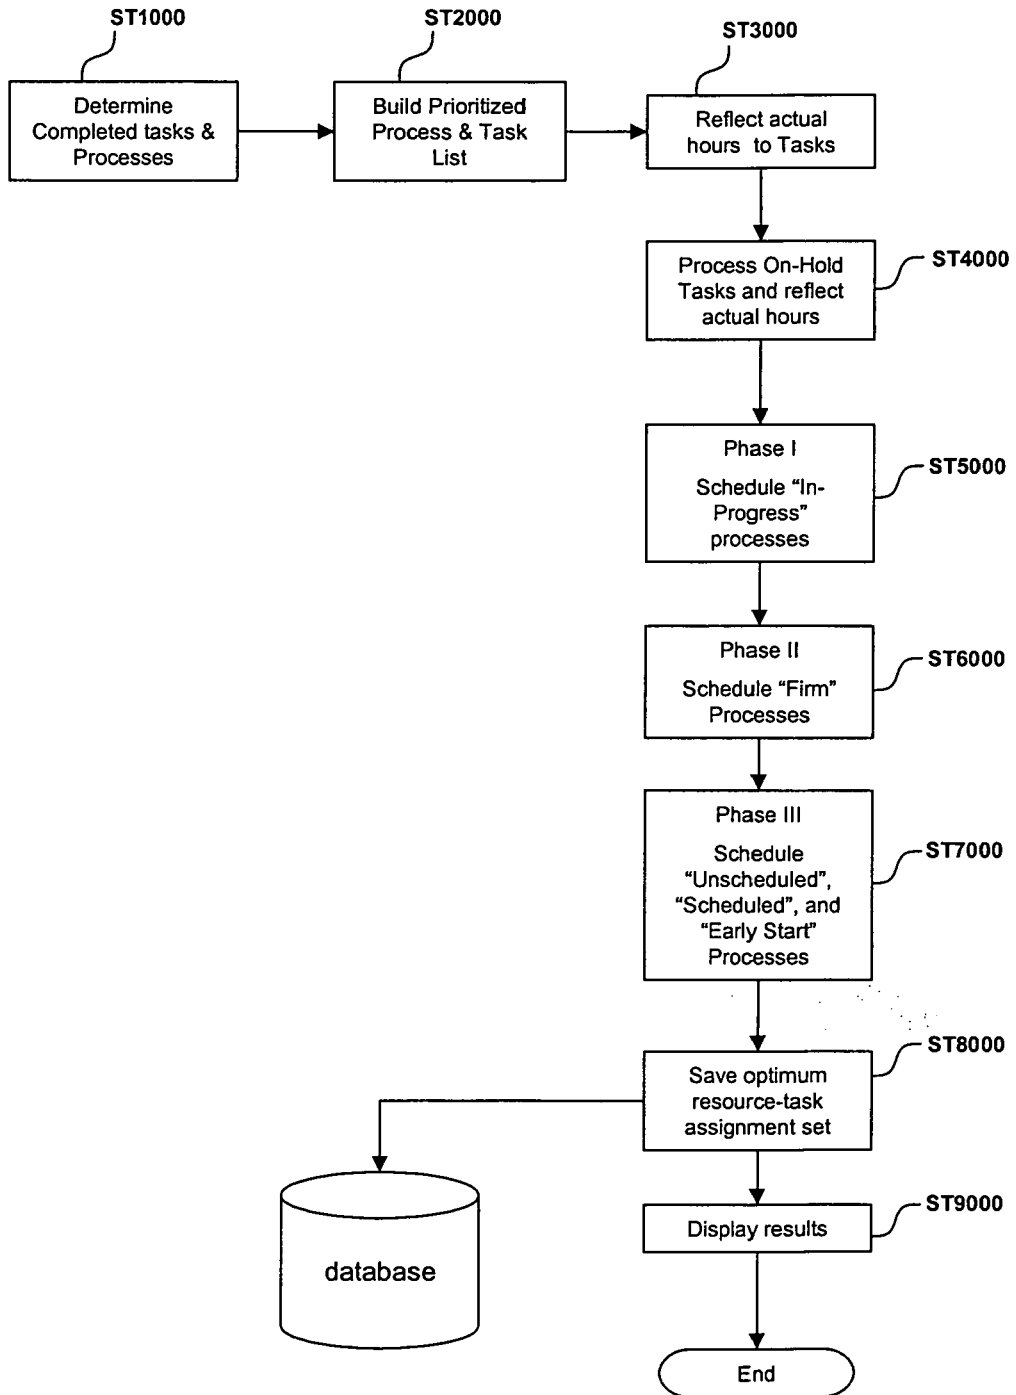 ST1000
Determine
Completed tasks &
Processes
ST2000
Build Prioritized
Process & Task
List
ST3000
Reflect actual
hours to Tasks
ST4000
Process On-Hold
Tasks and reflect
actual hours
Phase I
Schedule “In-
Progress”
processes
ST5000
Phase II
Schedule “Firm”
Processes
ST6000
Phase III
Schedule
“Unscheduled”,
“Scheduled”, and
“Early Start”
Processes
ST7000
ST8000
Save optimum
resource-task
assignment set
database
ST9000
Display results
End